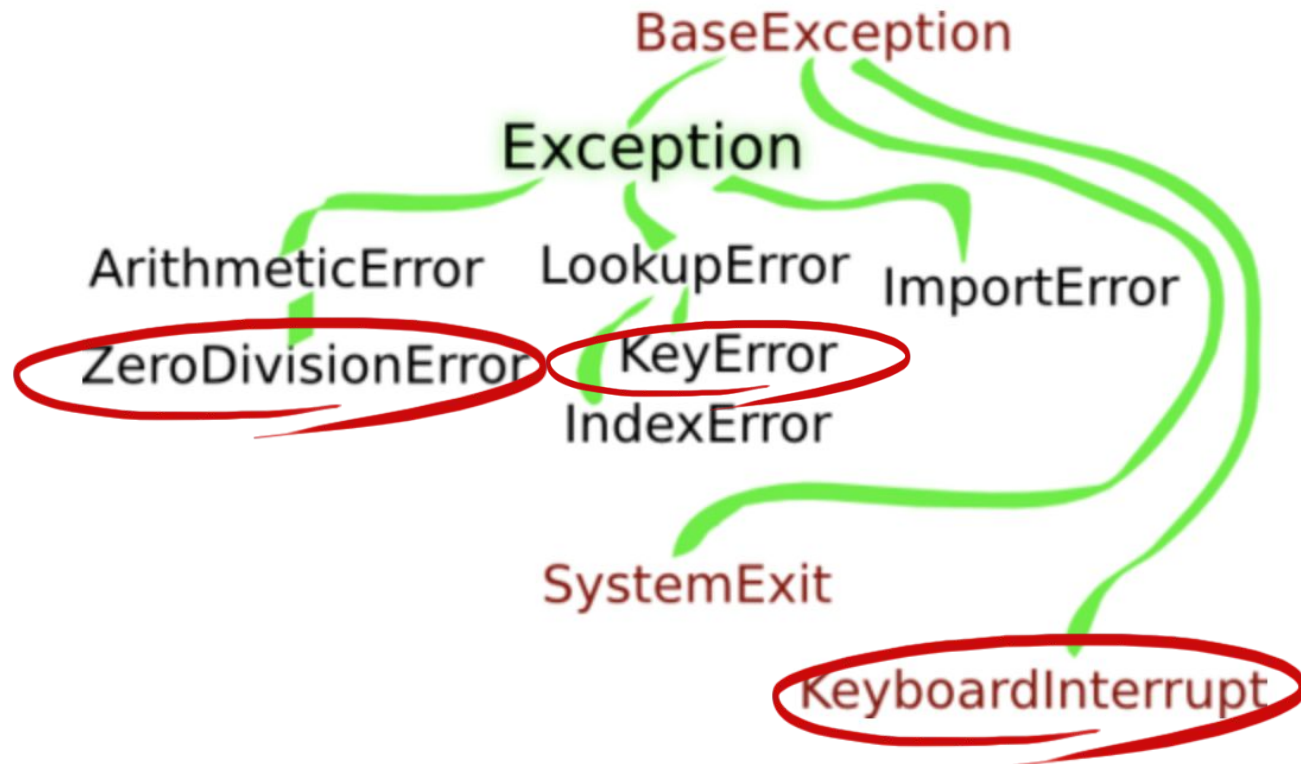 BaseException
Exception
ArithmeticError
LookupError
ImportError
ZeroDivisionError
KeyError
IndexError
SystemExit
KeyboardInterrupt